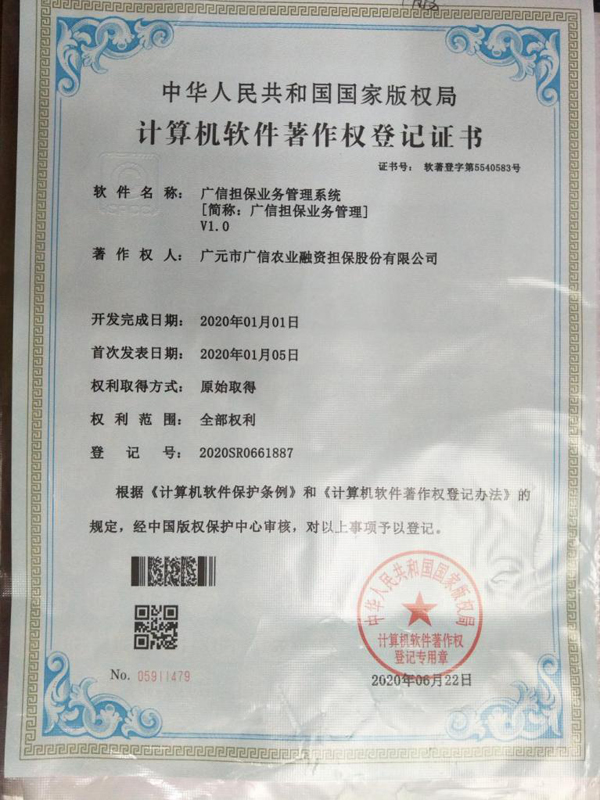 中华人民共和国国家版权局
计算机软件著作权登记证书
证书号： 软著登字第5540583号
软件名称： 广信担保业务管理系统
[简称：广信担保业务管理]
V1.0
著作权人： 广元市广信农业融资担保股份有限公司
开发完成日期： 2020年01月01日
首次发表日期： 2020年01月05日
权利取得方式： 原始取得
权利范围： 全部权利
登记号： 2020SR0661887
根据《计算机软件保护条例》和《计算机软件著作权登记办法》的
规定，经中国版权保护中心审核，对以上事项予以登记。
中华人民共和国国家版权局
计算机软件著作权
登记专用章
No. 05911479
2020年06月22日